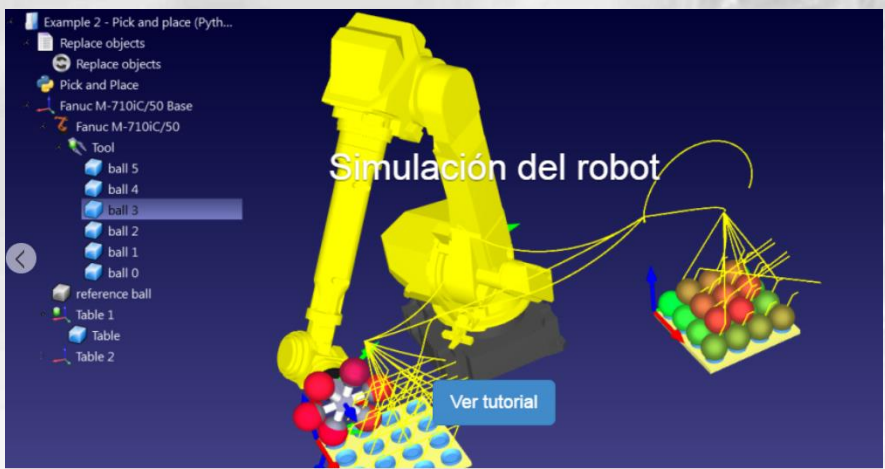 Example 2 - Pick and place (Pyth...
Replace objects
Replace objects
Pick and Place
Fanuc M-710iC/50 Base
Fanuc M-710iC/50
Tool
ball 5
ball 4
ball 3
ball 2
ball 1
ball 0
reference ball
Table 1
Table
Table 2
Simulación del robot
Ver tutorial